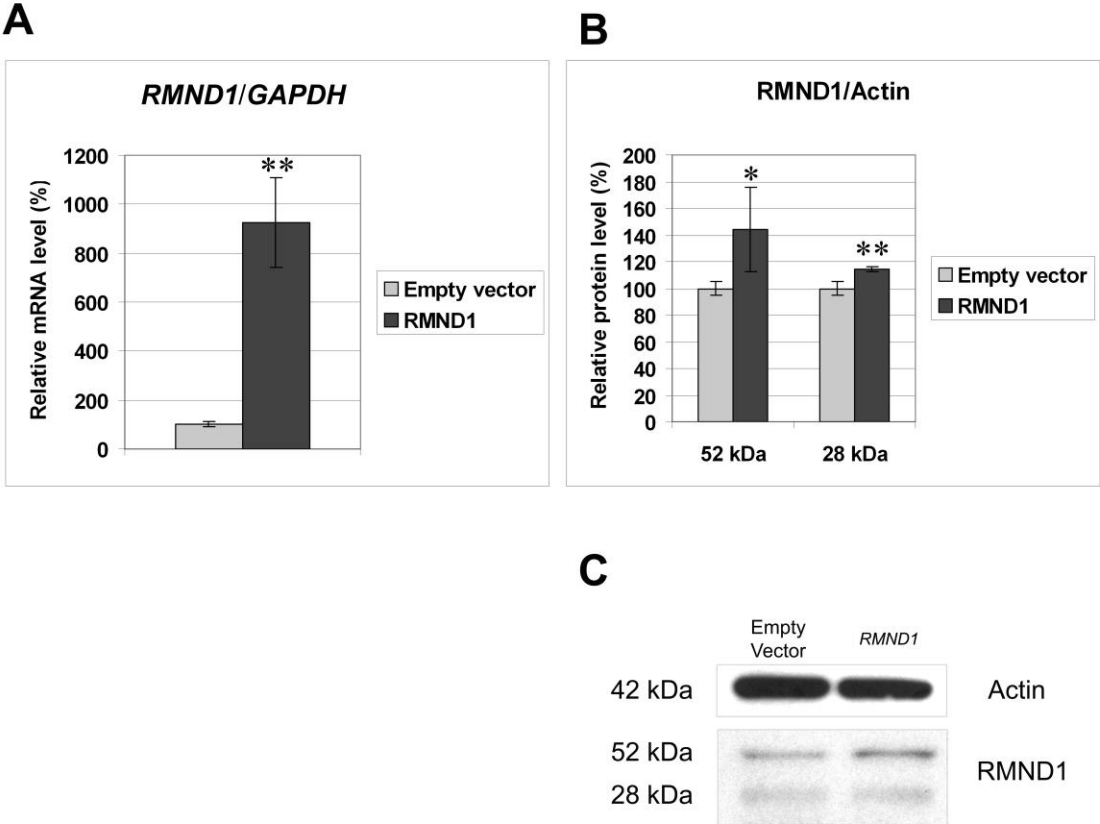 A
RMND1/GAPDH
Relative mRNA level (%)
1200
1000
800
600
400
200
0
**
Empty vector
RMND1
B
RMND1/Actin
Relative protein level (%)
200
180
160
140
120
100
80
60
40
20
0
*
**
52 kDa 28 kDa
Empty vector
RMND1
C
Empty
Vector
RMND1
42 kDa Actin
52 kDa
RMND1
28 kDa